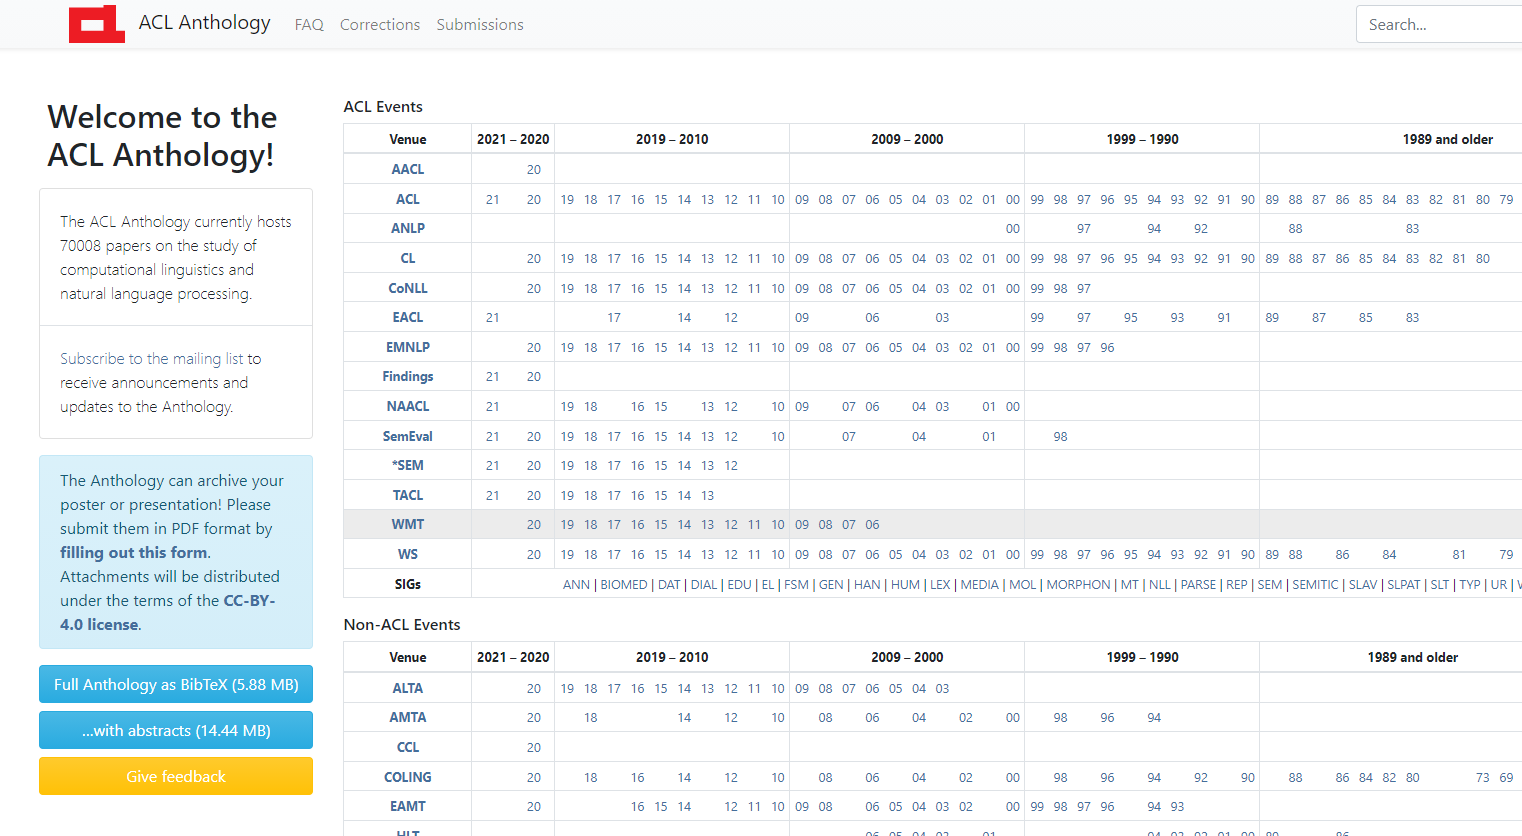 ACL Anthology FAQ Corrections Submissions Search...
Welcome to the
ACL Anthology!
The ACL Anthology currently hosts
70008 papers on the study of
computational linguistics and
natural language processing.
Subscribe to the mailing list to
receive announcements and
updates to the Anthology.
The Anthology can archive your
poster or presentation! Please
submit them in PDF format by
filling out this form.
Attachments will be distributed
under the terms of the CC-BY-
4.0 license.
Full Anthology as BibTeX (5.88 MB)
...with abstracts (14.44 MB)
Give feedback
ACL Events
Venue 2021 – 2020 2019 – 2010 2009 – 2000 1999 – 1990 1989 and older
AACL 20
ACL 21 20 19 18 17 16 15 14 13 12 11 10 09 08 07 06 05 04 03 02 01 00 99 98 97 96 95 94 93 92 91 90 89 88 87 86 85 84 83 82 81 80 79
ANLP 00 97 94 92 88 83
CL 20 19 18 17 16 15 14 13 12 11 10 09 08 07 06 05 04 03 02 01 00 99 98 97 96 95 94 93 92 91 90 89 88 87 86 85 84 83 82 81 80
CoNLL 20 19 18 17 16 15 14 13 12 11 10 09 08 07 06 05 04 03 02 01 00 99 98 97
EACL 21 17 14 12 09 06 03 99 97 95 93 91 89 87 85 83
EMNLP 20 19 18 17 16 15 14 13 12 11 10 09 08 07 06 05 04 03 02 01 00 99 98 97 96
Findings 21 20
NAACL 21 19 18 16 15 13 12 10 09 07 06 04 03 01 00
SemEval 21 20 19 18 17 16 15 14 13 12 10 07 04 01 98
*SEM 21 20 19 18 17 16 15 14 13 12
TACL 21 20 19 18 17 16 15 14 13
WMT 20 19 18 17 16 15 14 13 12 11 10 09 08 07 06
WS 20 19 18 17 16 15 14 13 12 11 10 09 08 07 06 05 04 03 02 01 00 99 98 97 96 95 94 93 92 91 90 89 88 86 84 81 79
SIGs ANN | BIOMED | DAT | DIAL | EDU | EL | FSM | GEN | HAN | HUM | LEX | MEDIA | MOL | MORPHON | MT | NLL | PARSE | REP | SEM | SEMITIC | SLAV | SLPAT | SLT | TYP | UR |
Non-ACL Events
Venue 2021 – 2020 2019 – 2010 2009 – 2000 1999 – 1990 1989 and older
ALTA 20 19 18 17 16 15 14 13 12 11 10 09 08 07 06 05 04 03
AMTA 20 18 14 12 10 08 06 04 02 00 98 96 94
CCL 20
COLING 20 18 16 14 12 10 08 06 04 02 00 98 96 94 92 90 88 86 84 82 80 73 69
EAMT 20 16 15 14 12 11 10 09 08 06 05 04 03 02 00 99 98 97 96 94 93